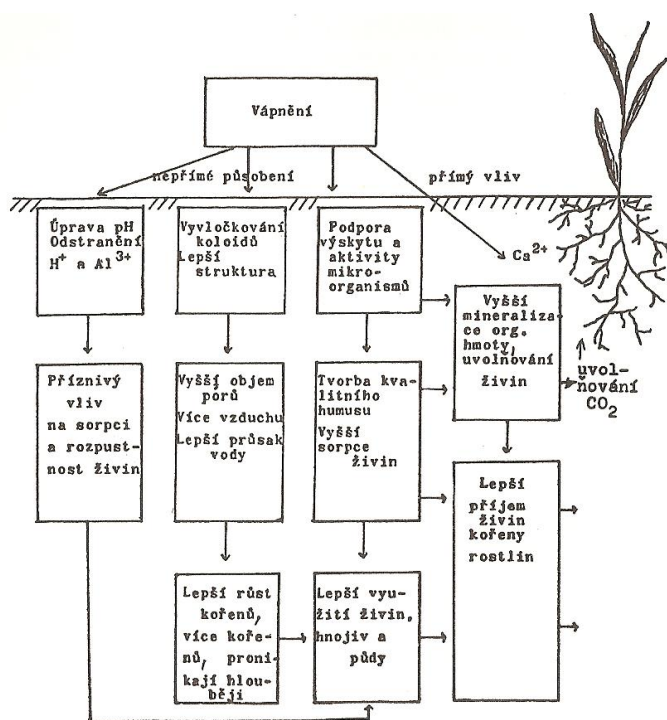 Vápnění
nepřímé působení
přímý vliv
Úprava pH
Odstranění
H⁺ a Al³⁺
Vyvločkování
koloidů
Lepší
struktura
Podpora
výskytu a
aktivity
mikro-
organismů
Ca²⁺
Vyšší
mineraliza-
ce org.
hmoty,
uvolňování
živin
uvol-
ňování
CO₂
Příznivý
vliv
na sorpci
a rozpust-
nost živin
Vyšší objem
pórů
Více vzduchu
Lepší průsak
vody
Tvorba kva-
litního
humusu
Vyšší
sorpce
živin
Lepší
příjem
živin
kořeny
rostlin
Lepší růst
kořenů,
více koře-
nů, proni-
kají hlou-
běji
Lepší vyu-
žití živin,
hnojiv a
půdy